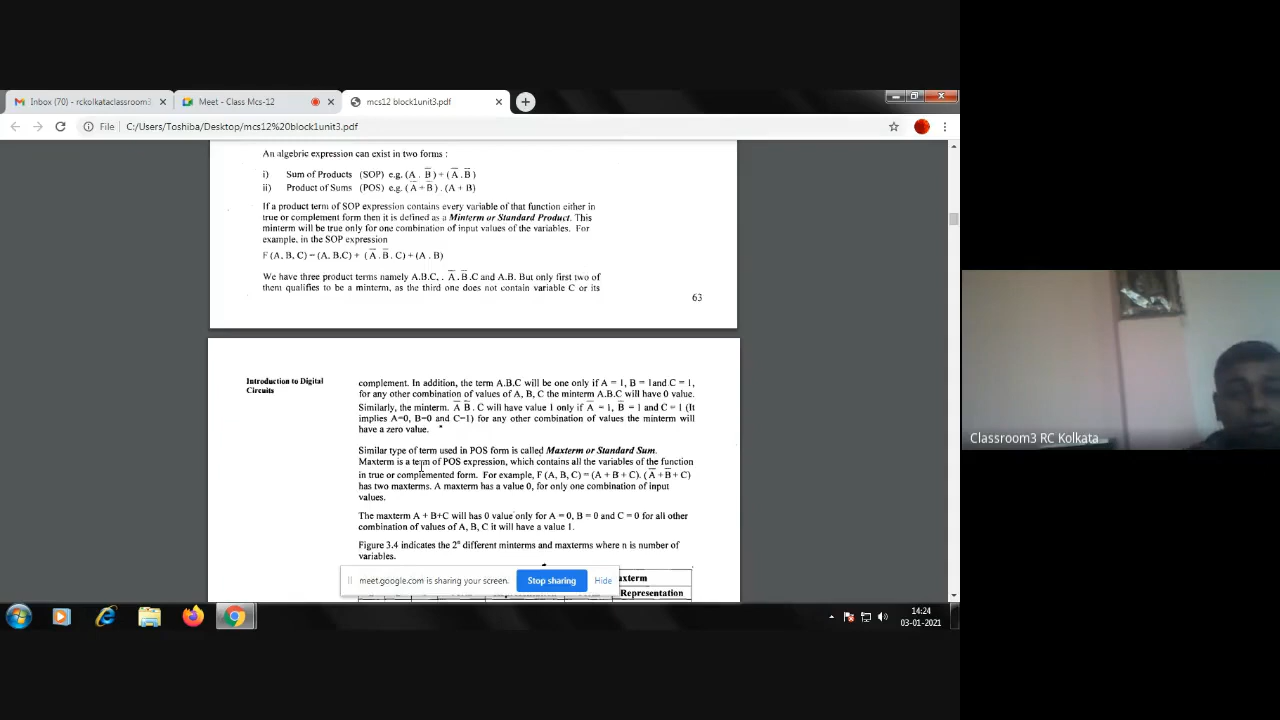 Inbox (70) - rckolkataclassroom3
Meet - Class Mcs-12
mcs12 block1unit3.pdf
File
C:/Users/Toshiba/Desktop/mcs12%20block1unit3.pdf
An algebric expression can exist in two forms :
i) Sum of Products (SOP) e.g. (A . B̅) + (A̅ . B̅)
ii) Product of Sums (POS) e.g. (A̅ + B̅) . (A + B)
If a product term of SOP expression contains every variable of that function either in
true or complement form then it is defined as a Minterm or Standard Product. This
minterm will be true only for one combination of input values of the variables. For
example, in the SOP expression
F (A, B, C) = (A, B.C) + (A̅ . B̅ . C) + (A . B)
We have three product terms namely A.B.C, . A̅ . B̅.C and A.B. But only first two of
them qualifies to be a minterm, as the third one does not contain variable C or its
63
Introduction to Digital
Circuits
complement. In addition, the term A.B.C will be one only if A = 1, B = 1and C = 1,
for any other combination of values of A, B, C the minterm A.B.C will have 0 value.
Similarly, the minterm. A̅ B̅ . C will have value 1 only if A̅ = 1, B̅ = 1 and C = 1 (It
implies A=0, B=0 and C=1) for any other combination of values the minterm will
have a zero value.
Similar type of term used in POS form is called Maxterm or Standard Sum.
Maxterm is a term of POS expression, which contains all the variables of the function
in true or complemented form. For example, F (A, B, C) = (A + B + C). (A̅ + B̅ + C)
has two maxterms. A maxterm has a value 0, for only one combination of input
values.
The maxterm A + B+C will has 0 value only for A = 0, B = 0 and C = 0 for all other
combination of values of A, B, C it will have a value 1.
Figure 3.4 indicates the 2ⁿ different minterms and maxterms where n is number of
variables.
axterm
Representation
meet.google.com is sharing your screen.
Stop sharing
Hide
14:24
03-01-2021
Classroom3 RC Kolkata